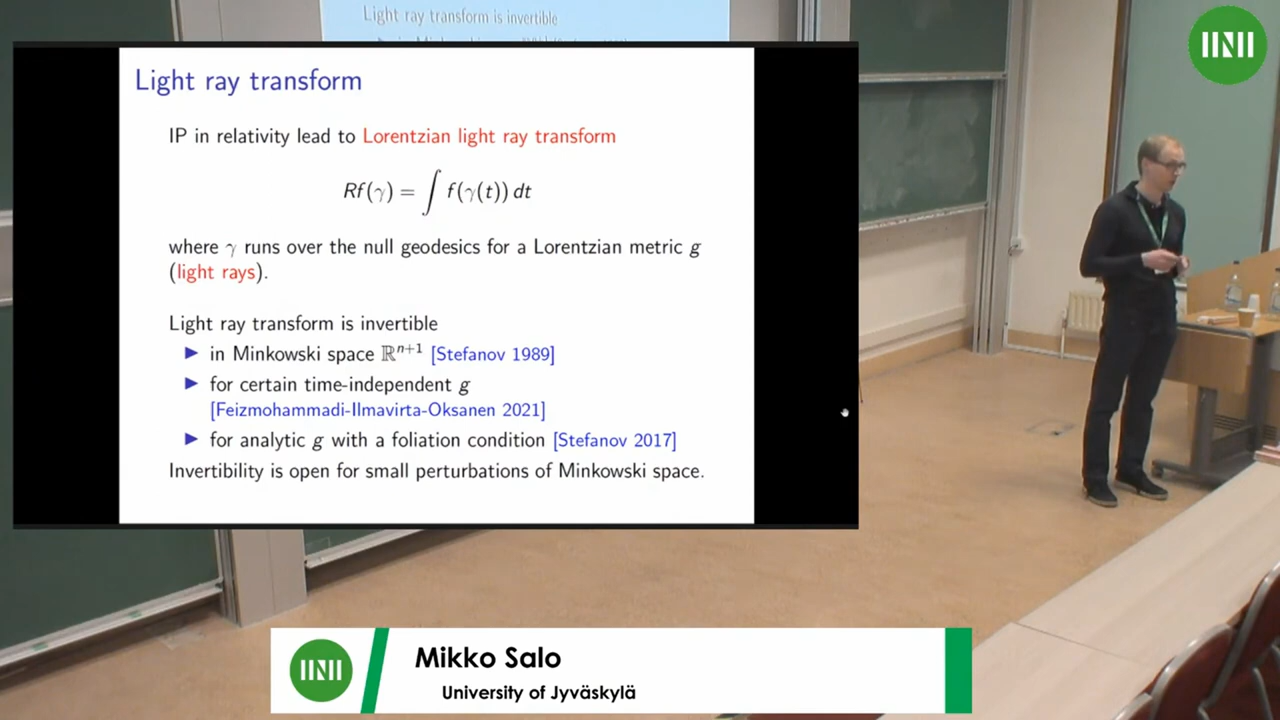 Light ray transform is invertible
Light ray transform
IP in relativity lead to Lorentzian light ray transform
Rf(γ) = ∫ f(γ(t)) dt
where γ runs over the null geodesics for a Lorentzian metric g
(light rays).
Light ray transform is invertible
▶ in Minkowski space ℝⁿ⁺¹ [Stefanov 1989]
▶ for certain time-independent g
[Feizmohammadi-Ilmavirta-Oksanen 2021]
▶ for analytic g with a foliation condition [Stefanov 2017]
Invertibility is open for small perturbations of Minkowski space.
Mikko Salo
University of Jyväskylä